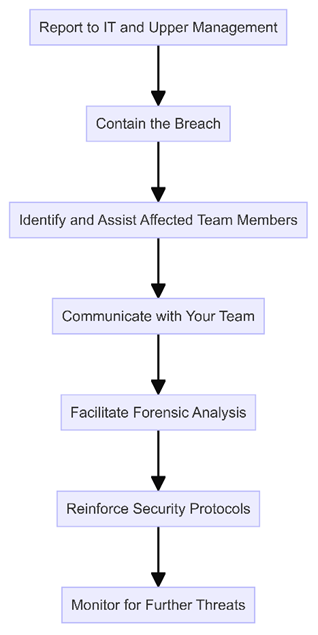 Report to IT and Upper Management
Contain the Breach
Identify and Assist Affected Team Members
Communicate with Your Team
Facilitate Forensic Analysis
Reinforce Security Protocols
Monitor for Further Threats